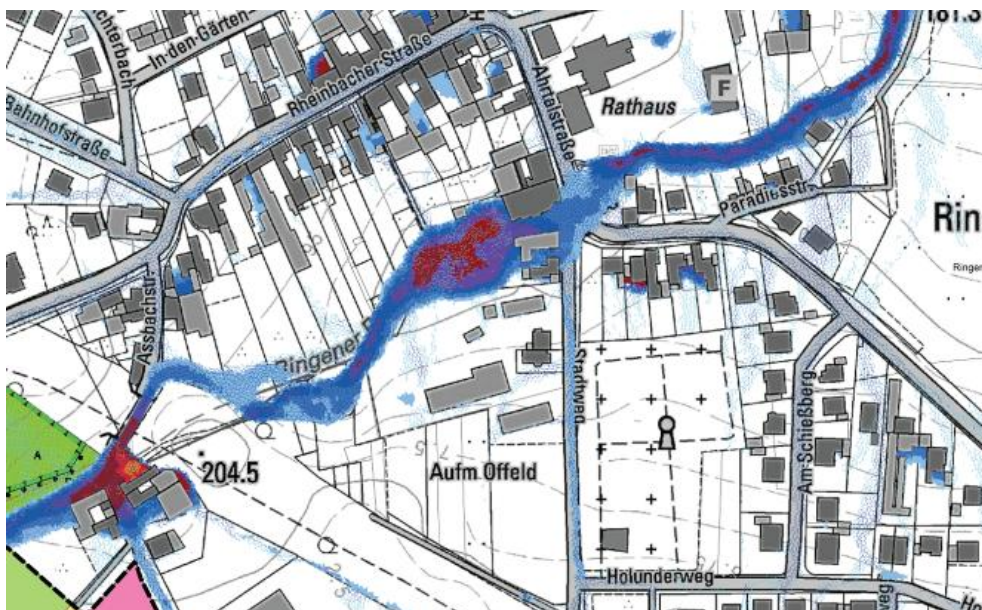 181.3
In-den-Gärten
Rheinbacher Straße
Bahnhofstraße
Ahrtalstraße
F
Rathaus
Paradiesstr.
Rin
Ringen
Assbachstr.
Ringener
Stadtweg
204.5
A
Aufm Offeld
Am Schießberg
Holunderweg